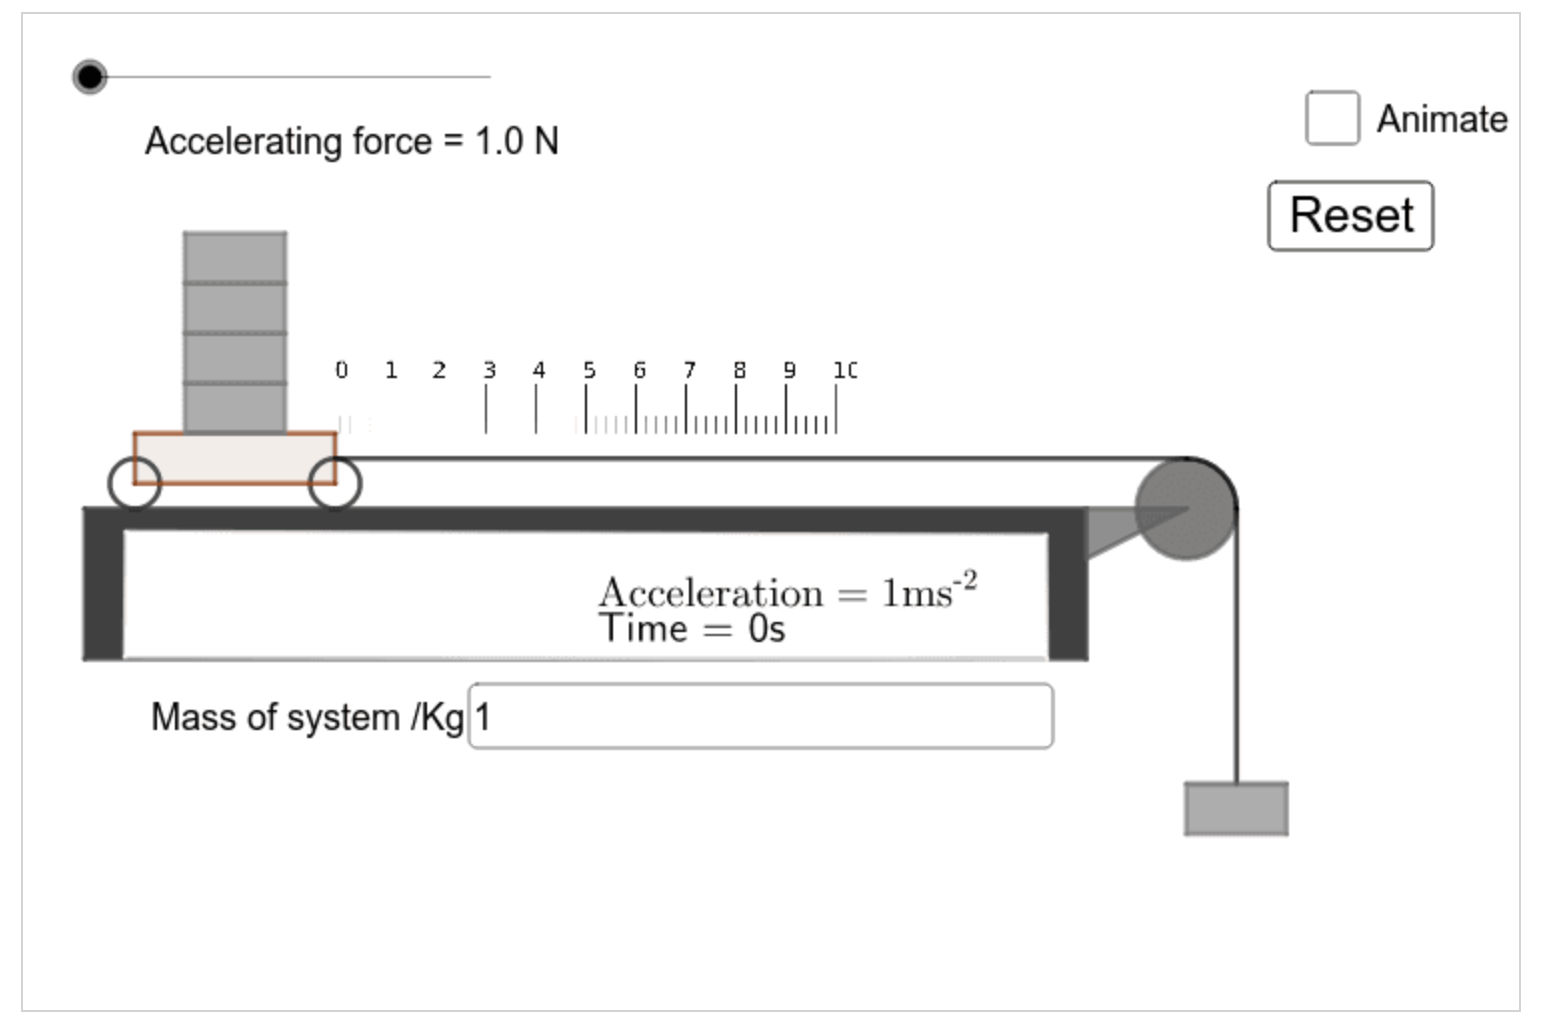 Accelerating force = 1.0 N
Animate
Reset
0 1 2 3 4 5 6 7 8 9 10
Acceleration = 1ms-2
Time = 0s
Mass of system /Kg 1